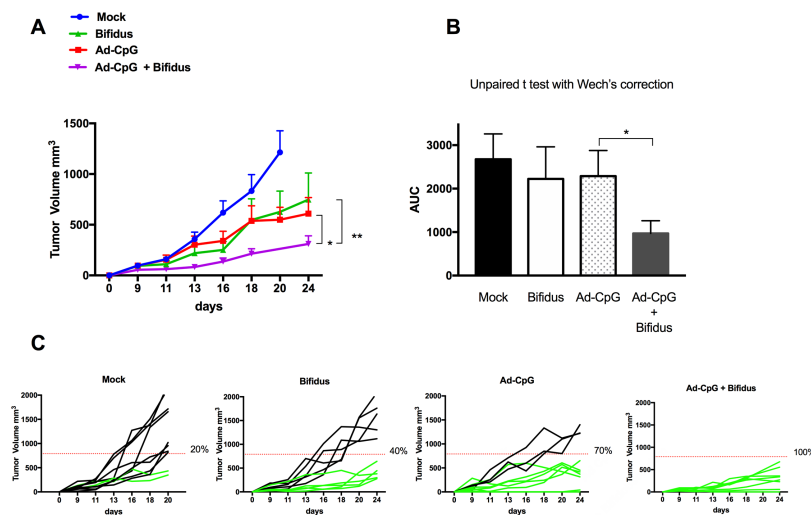 A
Mock
Bifidus
Ad-CpG
Ad-CpG + Bifidus
1500
1000
500
0
Tumor Volume mm3
0 9 11 13 16 18 20 24
days
*
**
B
Unpaired t test with Wech's correction
3000
2000
1000
0
AUC
*
Mock
Bifidus
Ad-CpG
Ad-CpG
+
Bifidus
C
Mock
2000
1500
1000
500
0
Tumor Volume mm3
0 9 11 13 16 18 20
days
20%
Bifidus
2000
1500
1000
500
0
Tumor Volume mm3
0 9 11 13 16 18 20 24
days
40%
Ad-CpG
2000
1500
1000
500
0
Tumor Volume mm3
0 9 11 13 16 18 20 24
days
70%
Ad-CpG + Bifidus
2000
1500
1000
500
0
Tumor Volume mm3
0 9 11 13 16 18 20 24
days
100%